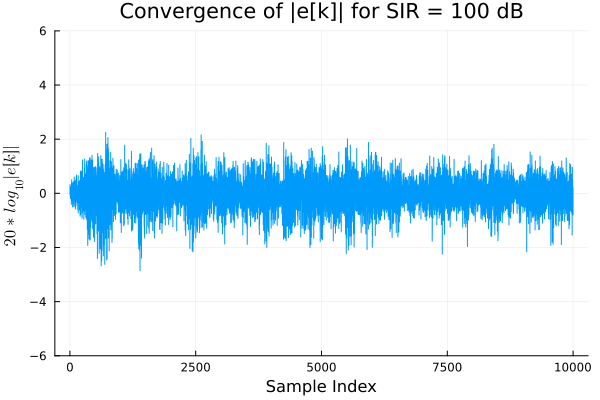 Convergence of |e[k]| for SIR = 100 dB
20 * log₁₀|e[k]|
6
4
2
0
−2
−4
−6
0 2500 5000 7500 10000
Sample Index